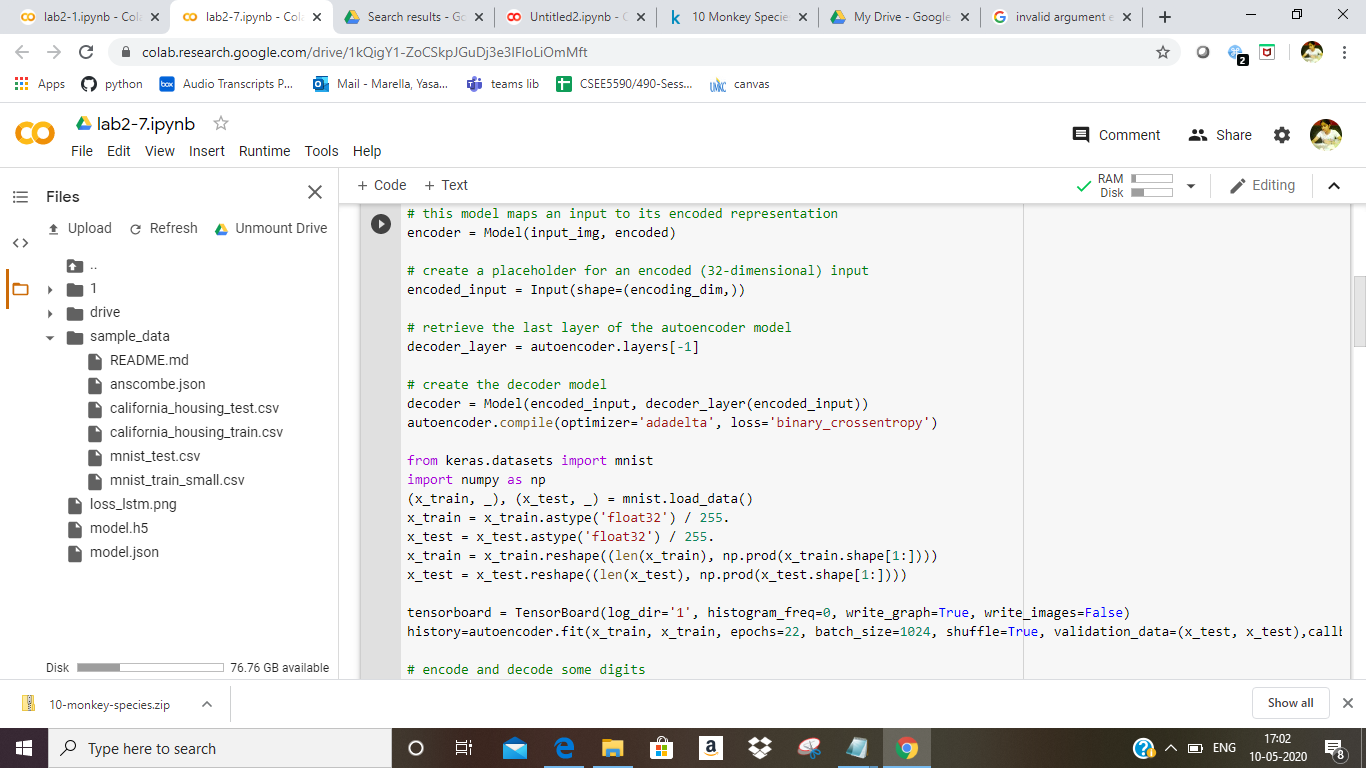 lab2-1.ipynb - Col
lab2-7.ipynb - Cola
Search results - Go
Untitled2.ipynb - C
10 Monkey Specie
My Drive - Google
invalid argument e
colab.research.google.com/drive/1kQigY1-ZoCSkpJGuDj3e3IFIoLiOmMft
2
Apps
python
box
Audio Transcripts P...
Mail - Marella, Yasa...
teams lib
CSEE5590/490-Sess...
UMKC
canvas
lab2-7.ipynb
File Edit View Insert Runtime Tools Help
Comment
Share
Files
Upload
Refresh
Unmount Drive
+ Code
+ Text
RAM
Disk
Editing
..
1
drive
sample_data
README.md
anscombe.json
california_housing_test.csv
california_housing_train.csv
mnist_test.csv
mnist_train_small.csv
loss_lstm.png
model.h5
model.json
Disk
76.76 GB available
# this model maps an input to its encoded representation
encoder = Model(input_img, encoded)
# create a placeholder for an encoded (32-dimensional) input
encoded_input = Input(shape=(encoding_dim,))
# retrieve the last layer of the autoencoder model
decoder_layer = autoencoder.layers[-1]
# create the decoder model
decoder = Model(encoded_input, decoder_layer(encoded_input))
autoencoder.compile(optimizer='adadelta', loss='binary_crossentropy')
from keras.datasets import mnist
import numpy as np
(x_train, _), (x_test, _) = mnist.load_data()
x_train = x_train.astype('float32') / 255.
x_test = x_test.astype('float32') / 255.
x_train = x_train.reshape((len(x_train), np.prod(x_train.shape[1:])))
x_test = x_test.reshape((len(x_test), np.prod(x_test.shape[1:])))
tensorboard = TensorBoard(log_dir='1', histogram_freq=0, write_graph=True, write_images=False)
history=autoencoder.fit(x_train, x_train, epochs=22, batch_size=1024, shuffle=True, validation_data=(x_test, x_test),call
# encode and decode some digits
10-monkey-species.zip
Show all
Type here to search
ENG
17:02
10-05-2020
8